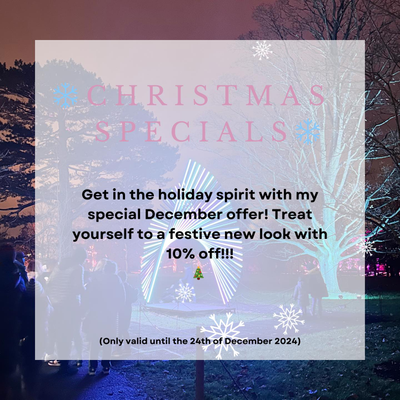 CHRISTMAS
SPECIALS
Get in the holiday spirit with my
special December offer! Treat
yourself to a festive new look with
10% off!!!
(Only valid until the 24th of December 2024)